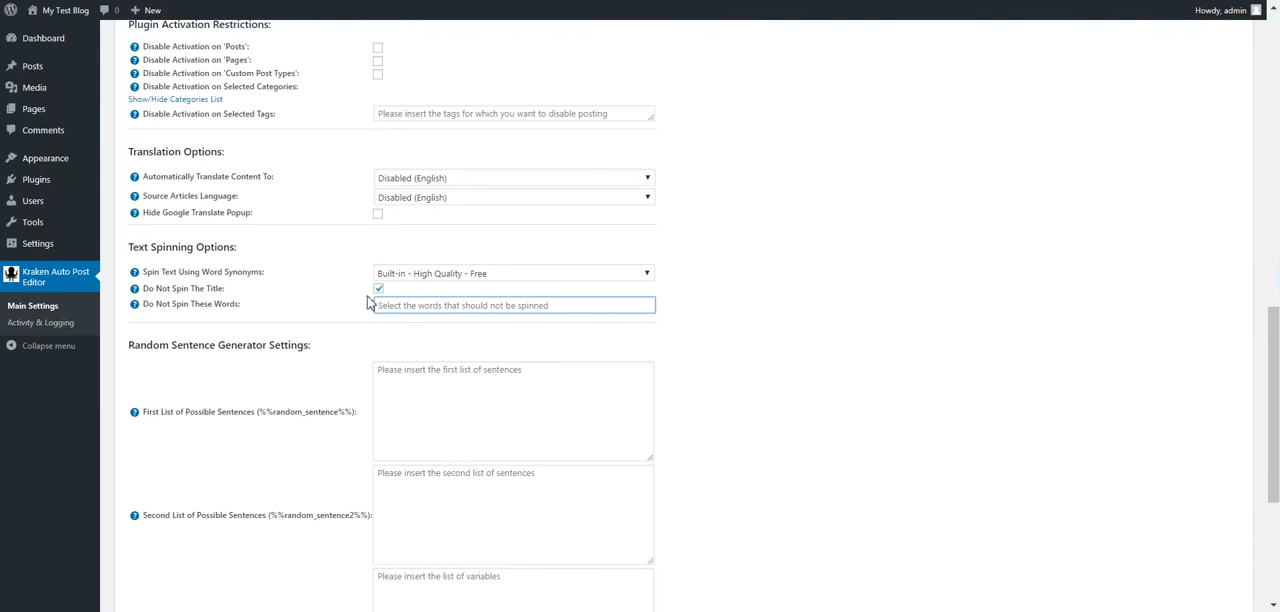 My Test Blog
0
New
Howdy, admin
Dashboard
Posts
Media
Pages
Comments
Appearance
Plugins
Users
Tools
Settings
Kraken Auto Post
Editor
Main Settings
Activity & Logging
Collapse menu
Plugin Activation Restrictions:
Disable Activation on 'Posts':
Disable Activation on 'Pages':
Disable Activation on 'Custom Post Types':
Disable Activation on Selected Categories:
Show/Hide Categories List
Disable Activation on Selected Tags:
Please insert the tags for which you want to disable posting
Translation Options:
Automatically Translate Content To:
Disabled (English)
Source Articles Language:
Disabled (English)
Hide Google Translate Popup:
Text Spinning Options:
Spin Text Using Word Synonyms:
Built-in - High Quality - Free
Do Not Spin The Title:
Do Not Spin These Words:
Select the words that should not be spinned
Random Sentence Generator Settings:
Please insert the first list of sentences
First List of Possible Sentences (%%random_sentence%%):
Please insert the second list of sentences
Second List of Possible Sentences (%%random_sentence2%%):
Please insert the list of variables